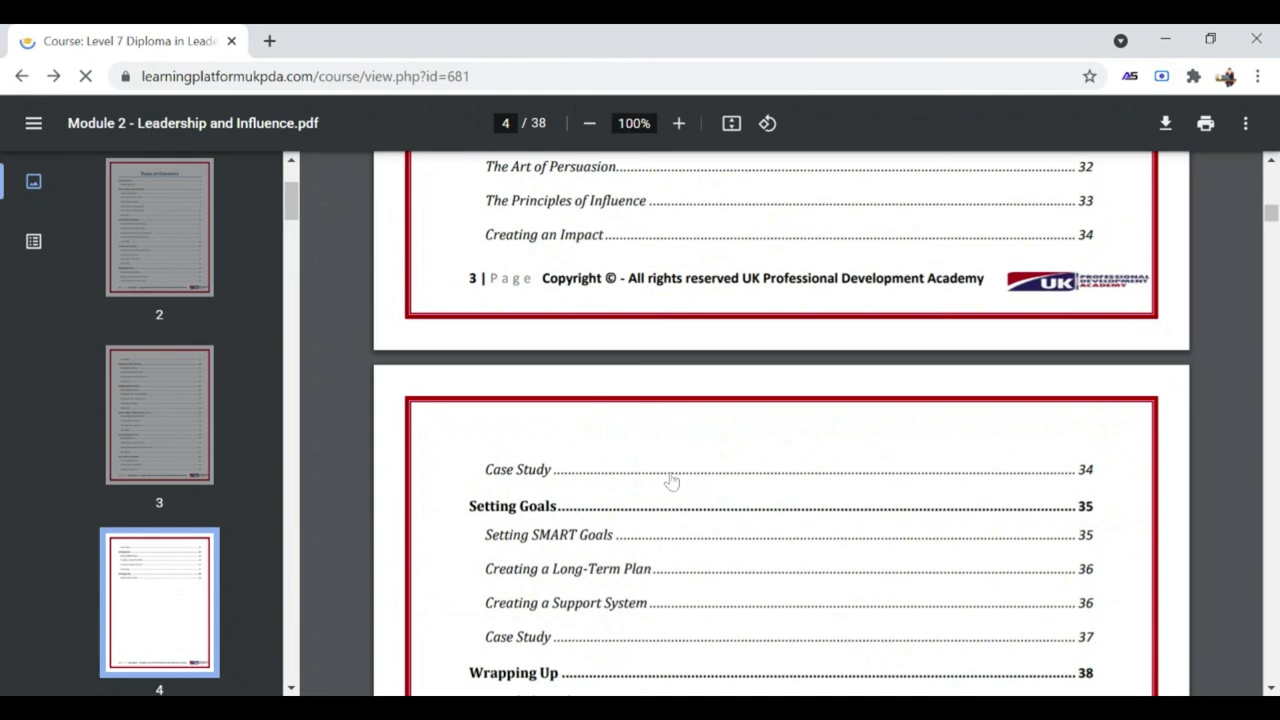 Course: Level 7 Diploma in Leade
learningplatformukpda.com/course/view.php?id=681
Module 2 - Leadership and Influence.pdf
4 / 38
100%
2
3
4
The Art of Persuasion 32
The Principles of Influence 33
Creating an Impact 34
3 | Page Copyright © - All rights reserved UK Professional Development Academy
UK PROFESSIONAL DEVELOPMENT ACADEMY
Case Study 34
Setting Goals 35
Setting SMART Goals 35
Creating a Long-Term Plan 36
Creating a Support System 36
Case Study 37
Wrapping Up 38